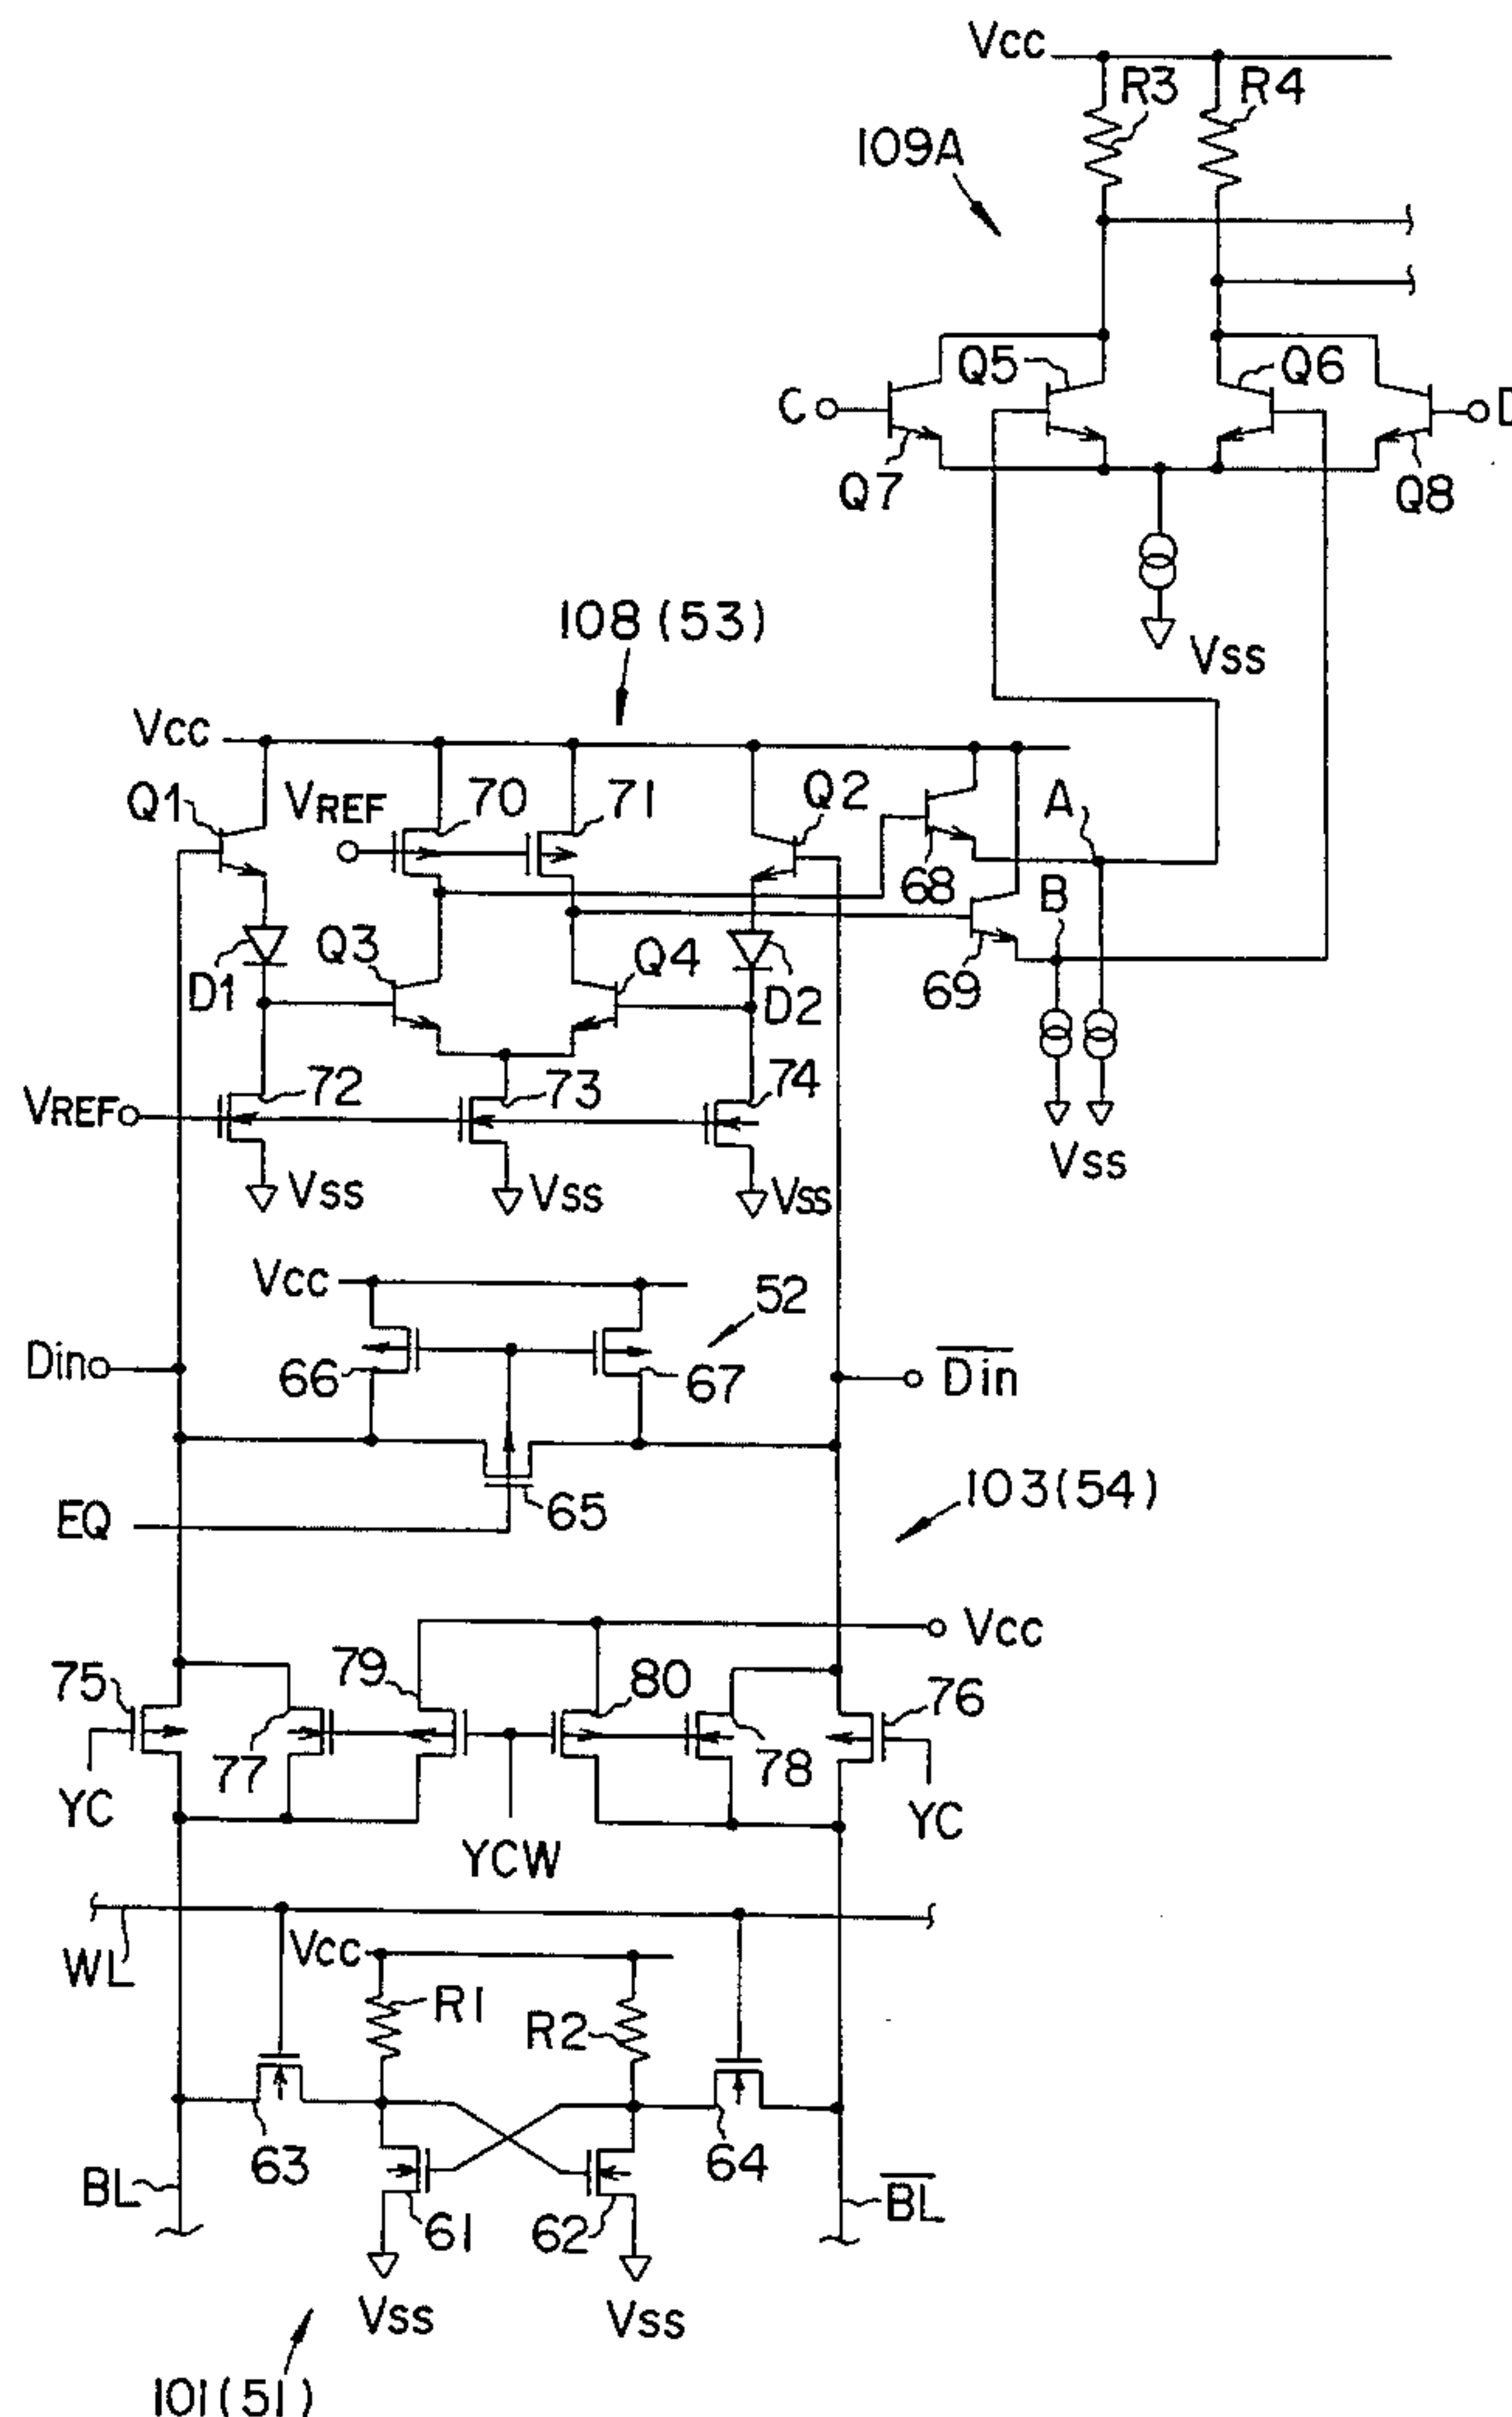 Vcc
R3
R4
109A
Q5
Q6
C
D
Q7
Q8
Vss
108(53)
Vcc
Q1
VREF
70
71
Q2
A
68
B
D1
Q3
Q4
D2
69
VREF
72
73
74
Vss
Vss
Vss
Vss
Vcc
52
Din
66
67
Din
65
EQ
103(54)
Vcc
75
79
80
76
77
78
YC
YCW
YC
WL
Vcc
R1
R2
63
64
BL
61
62
BL
Vss
Vss
101(51)